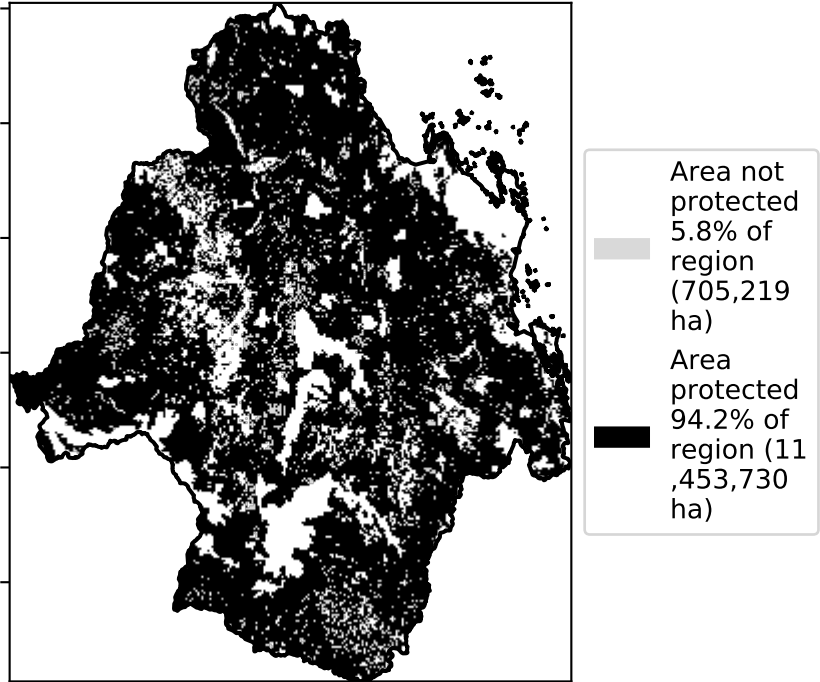 Area not
protected
5.8% of
region
(705,219
ha)
Area
protected
94.2% of
region (11
,453,730
ha)